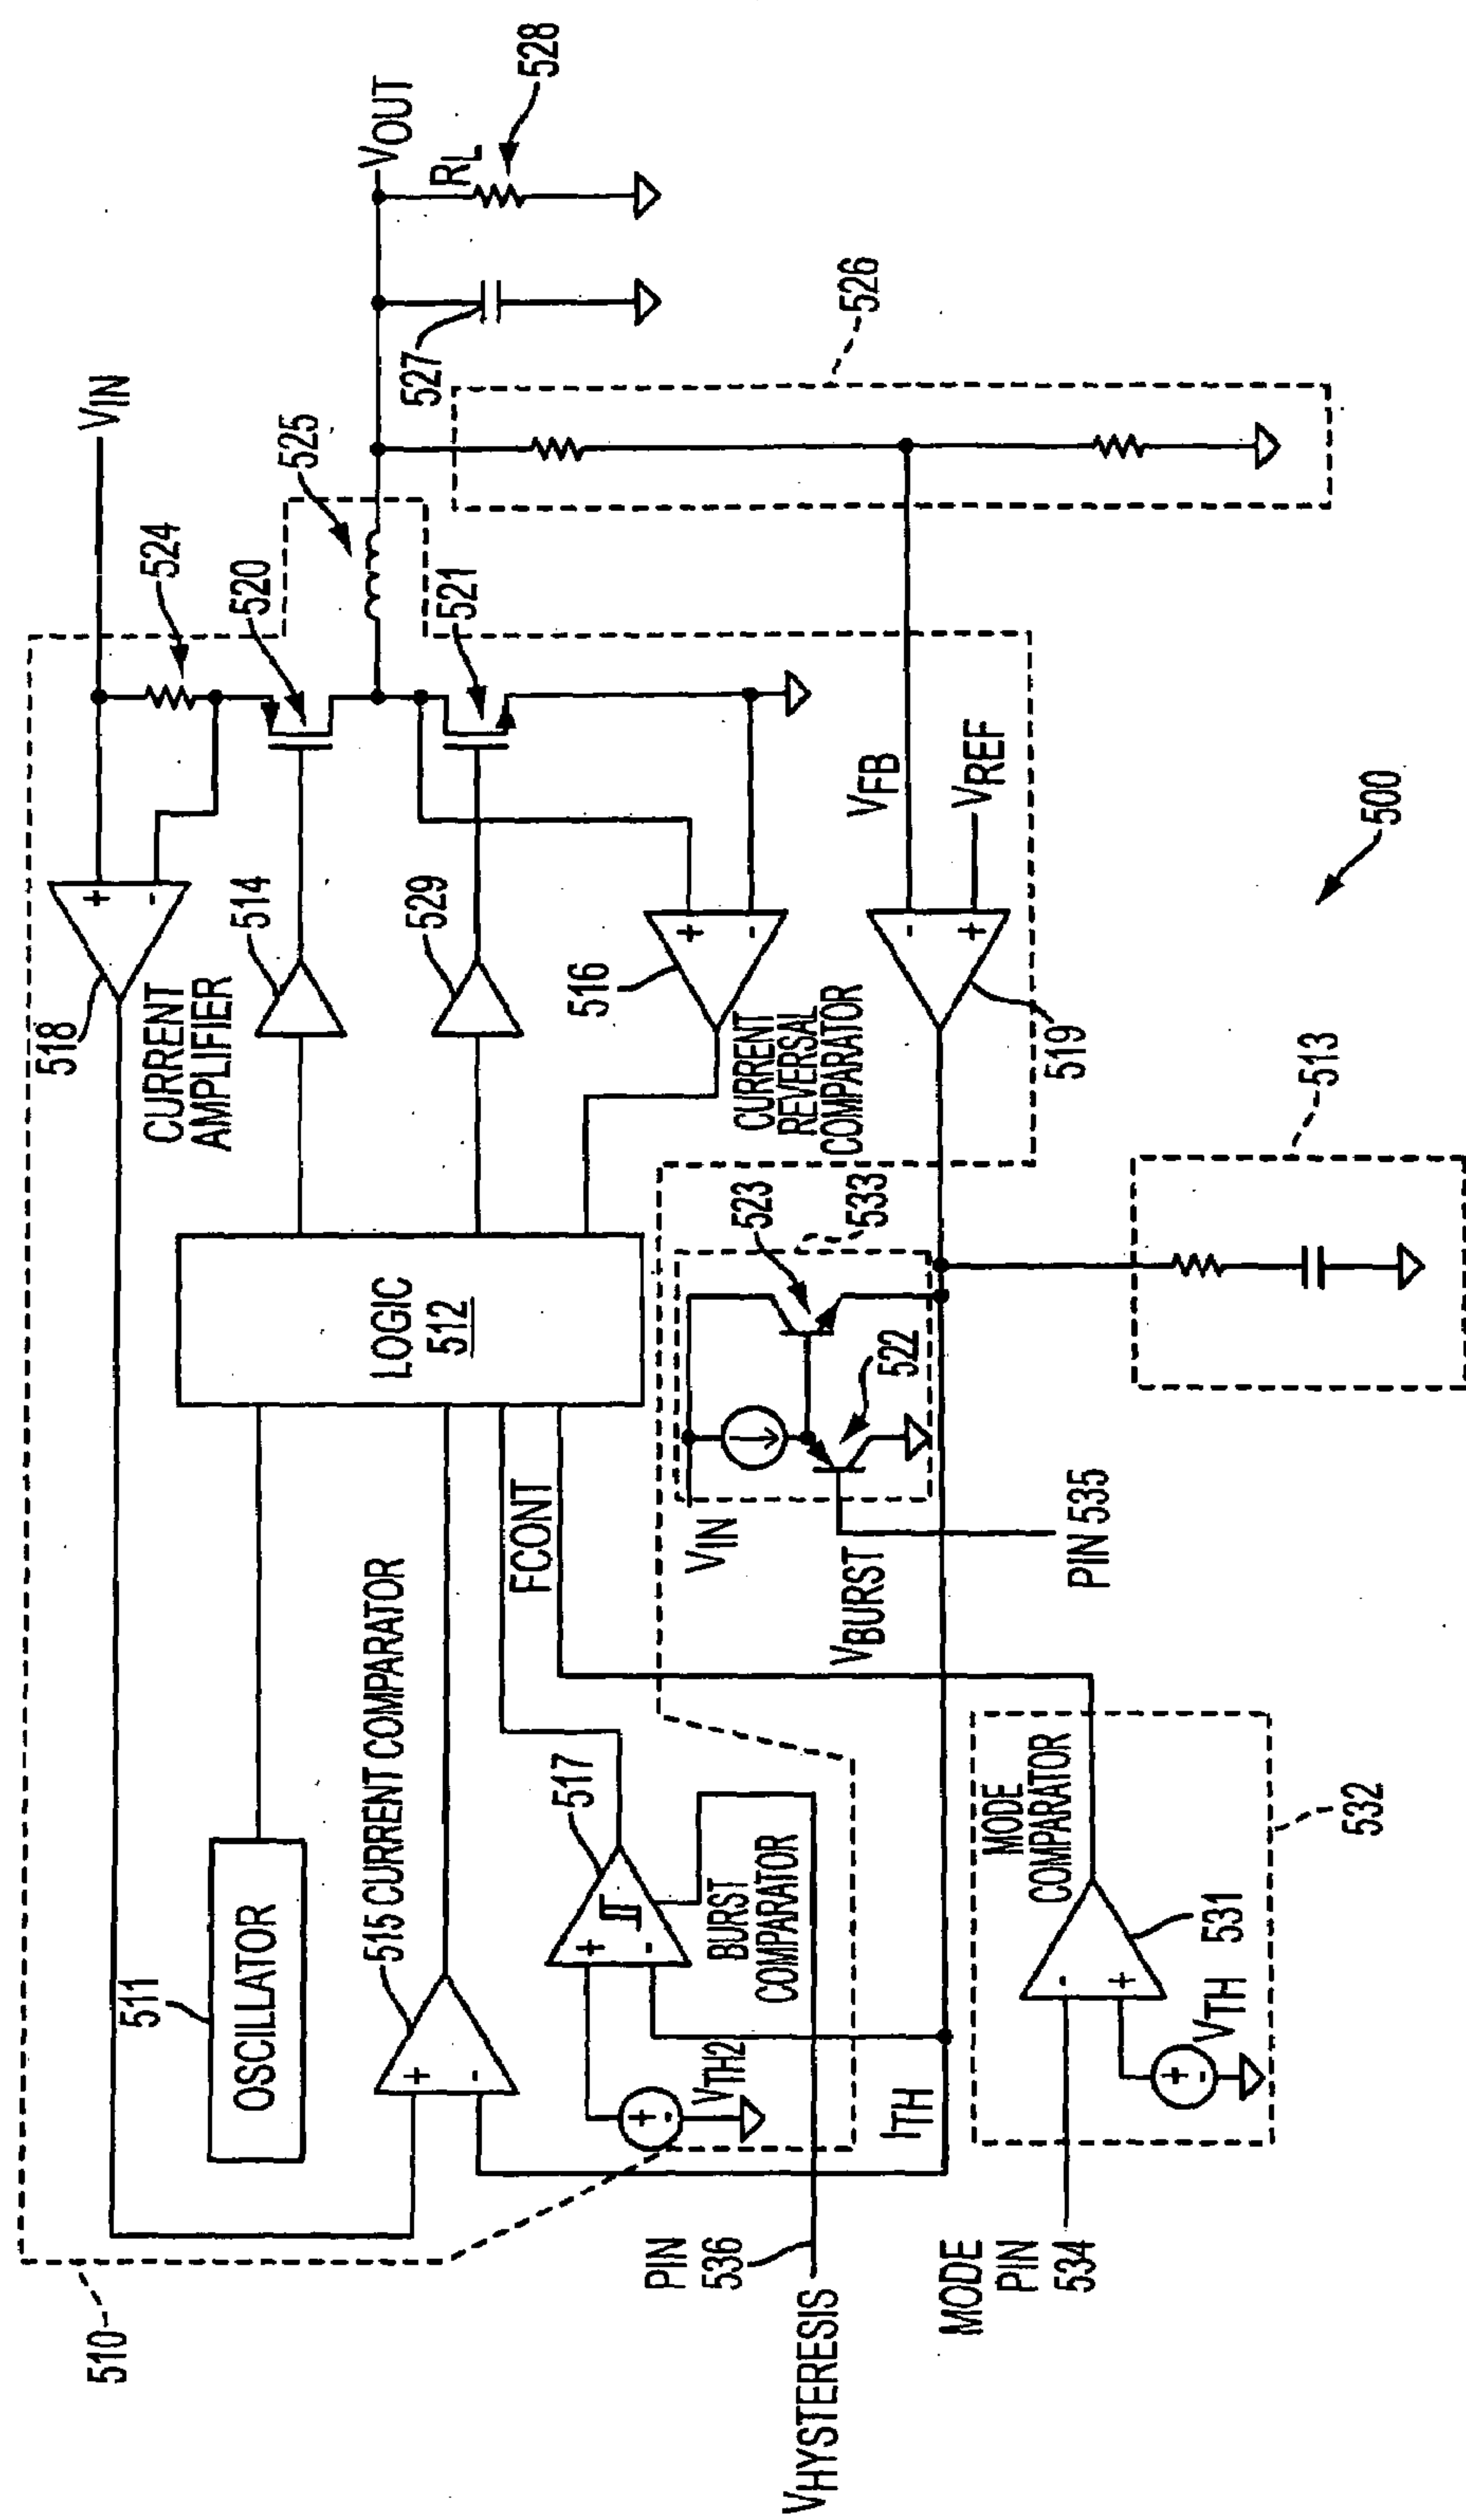 510
511
OSCILLATOR
518
CURRENT
AMPLIFIER
VIN
524
520
514
525
VOUT
RL
528
527
526
515 CURRENT COMPARATOR
LOGIC
512
529
521
FCONT
517
II
BURST
COMPARATOR
VTH2
516
CURRENT
REVERSAL
COMPARATOR
VFB
VREF
519
523
533
522
VIN
VBURST
PIN 535
PIN
536
VHYSTERESIS
ITH
MODE
PIN
534
MODE
COMPARATOR
531
VTH
532
513
500
+
-
+
-
+
-
+
-
-
+
-
+
+
-
+
-